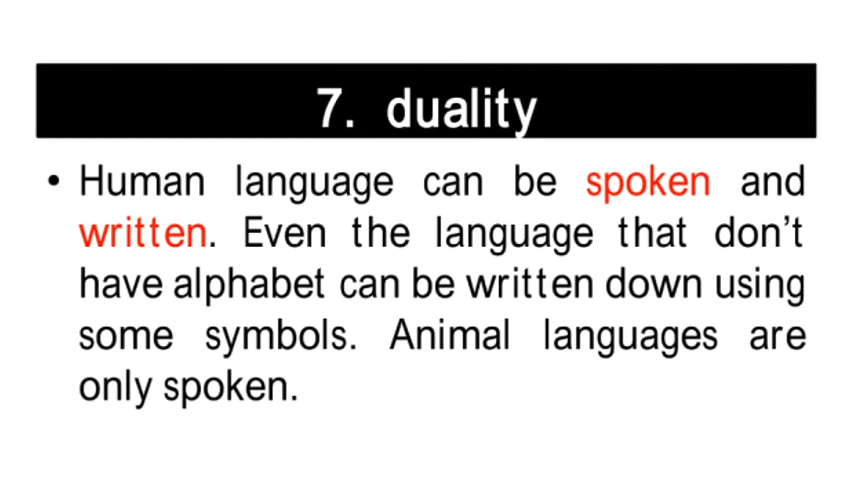 7. duality
• Human language can be spoken and
written. Even the language that don't
have alphabet can be written down using
some symbols. Animal languages are
only spoken.